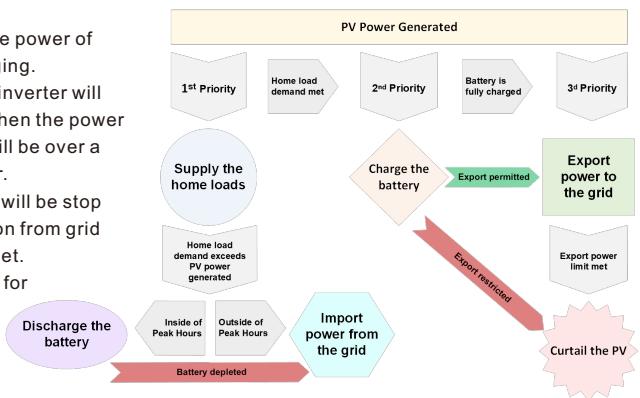 e power of
ging.
inverter will
hen the power
ill be over a
r.
will be stop
on from grid
et.
for
PV Power Generated
1st Priority
Home load
demand met
2nd Priority
Battery is
fully charged
3d Priority
Supply the
home loads
Charge the
battery
Export permitted
Export
power to
the grid
Home load
demand exceeds
PV power
generated
Export restricted
Export power
limit met
Discharge the
battery
Inside of
Peak Hours
Outside of
Peak Hours
Import
power from
the grid
Curtail the PV
Battery depleted